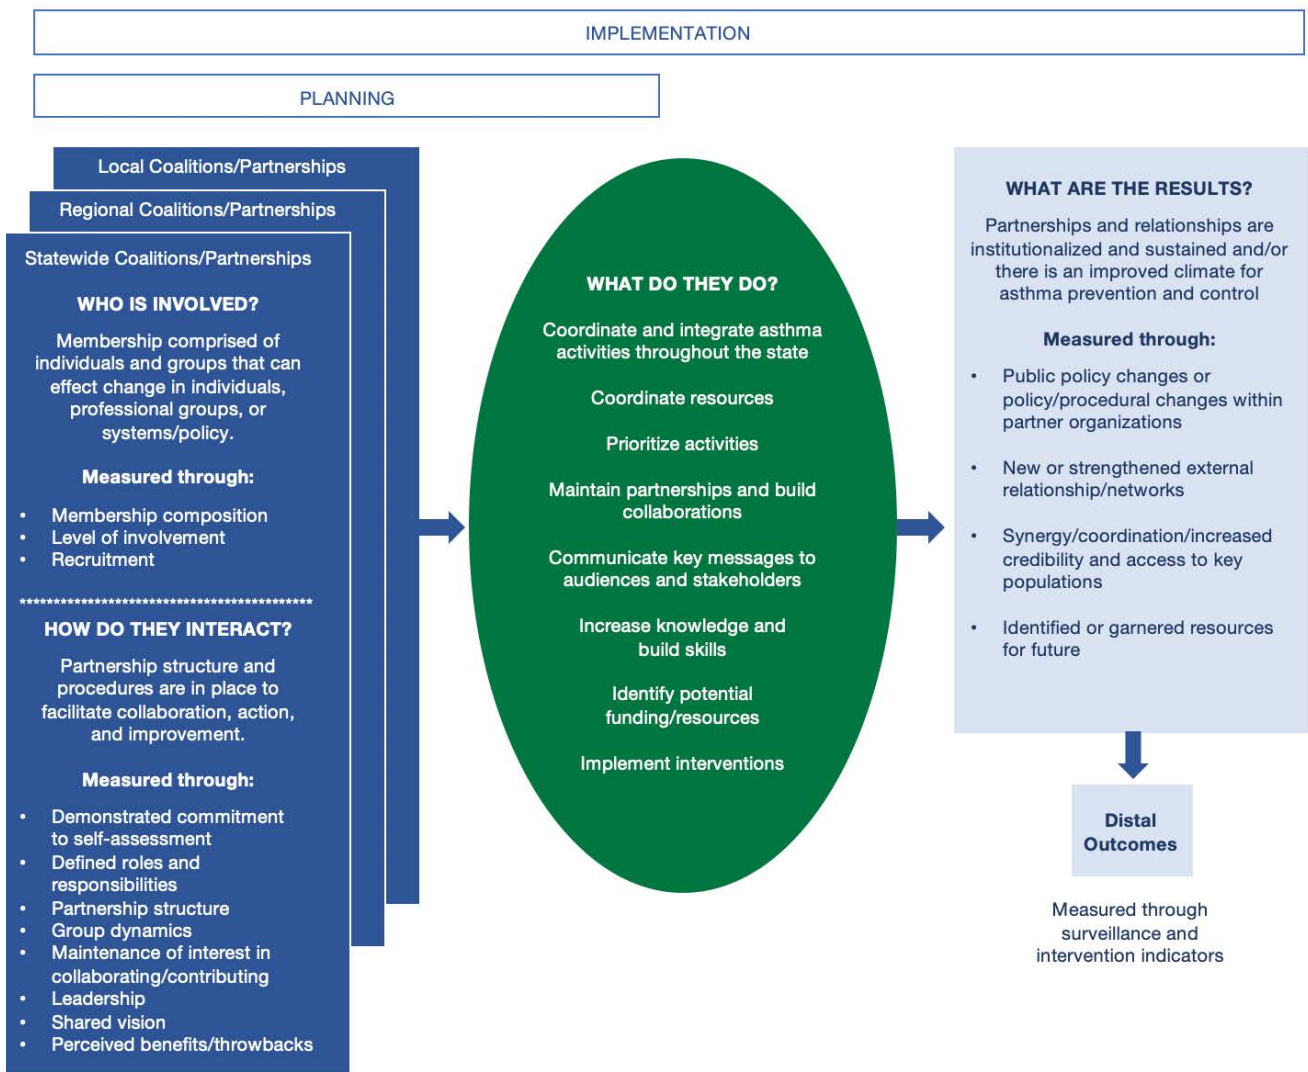 IMPLEMENTATION
PLANNING
Local Coalitions/Partnerships
Regional Coalitions/Partnerships
Statewide Coalitions/Partnerships
WHO IS INVOLVED?
Membership comprised of
individuals and groups that can
effect change in individuals,
professional groups, or
systems/policy.
Measured through:
• Membership composition
• Level of involvement
• Recruitment
*******************************************
HOW DO THEY INTERACT?
Partnership structure and
procedures are in place to
facilitate collaboration, action,
and improvement.
Measured through:
• Demonstrated commitment
to self-assessment
• Defined roles and
responsibilities
• Partnership structure
• Group dynamics
• Maintenance of interest in
collaborating/contributing
• Leadership
• Shared vision
• Perceived benefits/throwbacks
WHAT DO THEY DO?
Coordinate and integrate asthma
activities throughout the state
Coordinate resources
Prioritize activities
Maintain partnerships and build
collaborations
Communicate key messages to
audiences and stakeholders
Increase knowledge and
build skills
Identify potential
funding/resources
Implement interventions
WHAT ARE THE RESULTS?
Partnerships and relationships are
institutionalized and sustained and/or
there is an improved climate for
asthma prevention and control
Measured through:
• Public policy changes or
policy/procedural changes within
partner organizations
• New or strengthened external
relationship/networks
• Synergy/coordination/increased
credibility and access to key
populations
• Identified or garnered resources
for future
Distal
Outcomes
Measured through
surveillance and
intervention indicators